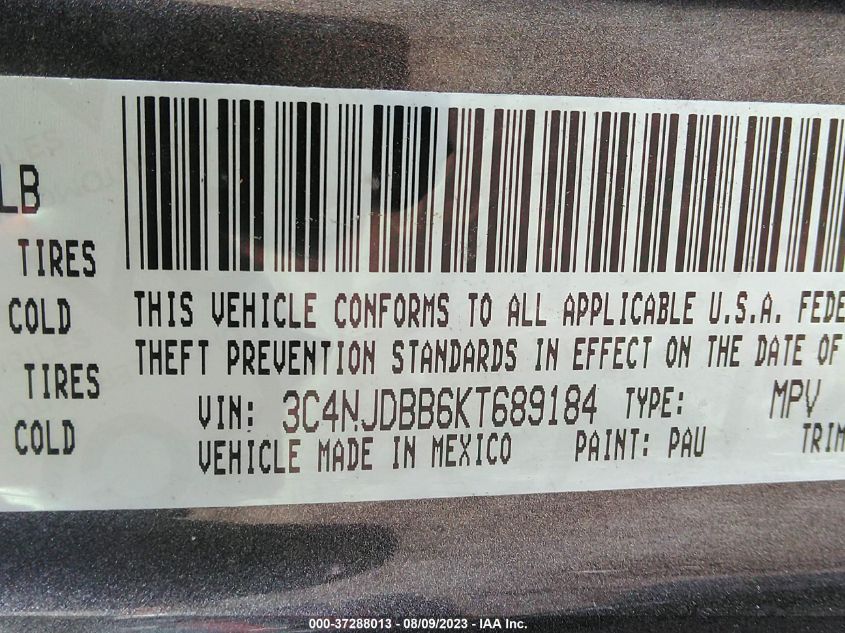 LB
TIRES
COLD
TIRES
COLD
THIS VEHICLE CONFORMS TO ALL APPLICABLE U.S.A. FEDE
THEFT PREVENTION STANDARDS IN EFFECT ON THE DATE OF
VIN: 3C4NJDBB6KT689184 TYPE: MPV
VEHICLE MADE IN MEXICO PAINT: PAU TRIM
000-37288013 - 08/09/2023 - IAA Inc.